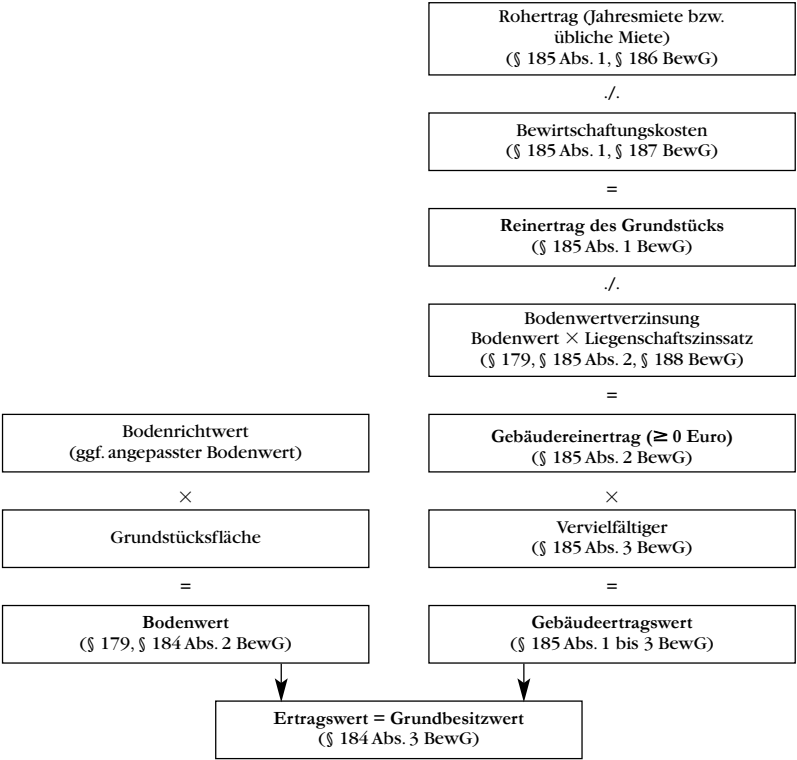 Rohertrag (Jahresmiete bzw.
übliche Miete)
(§ 185 Abs. 1, § 186 BewG)
./.
Bewirtschaftungskosten
(§ 185 Abs. 1, § 187 BewG)
=
Reinertrag des Grundstücks
(§ 185 Abs. 1 BewG)
./.
Bodenwertverzinsung
Bodenwert × Liegenschaftszinssatz
(§ 179, § 185 Abs. 2, § 188 BewG)
=
Bodenrichtwert
(ggf. angepasster Bodenwert)
×
Grundstücksfläche
=
Bodenwert
(§ 179, § 184 Abs. 2 BewG)
Gebäudereinertrag (≥ 0 Euro)
(§ 185 Abs. 2 BewG)
×
Vervielfältiger
(§ 185 Abs. 3 BewG)
=
Gebäudeertragswert
(§ 185 Abs. 1 bis 3 BewG)
Ertragswert = Grundbesitzwert
(§ 184 Abs. 3 BewG)